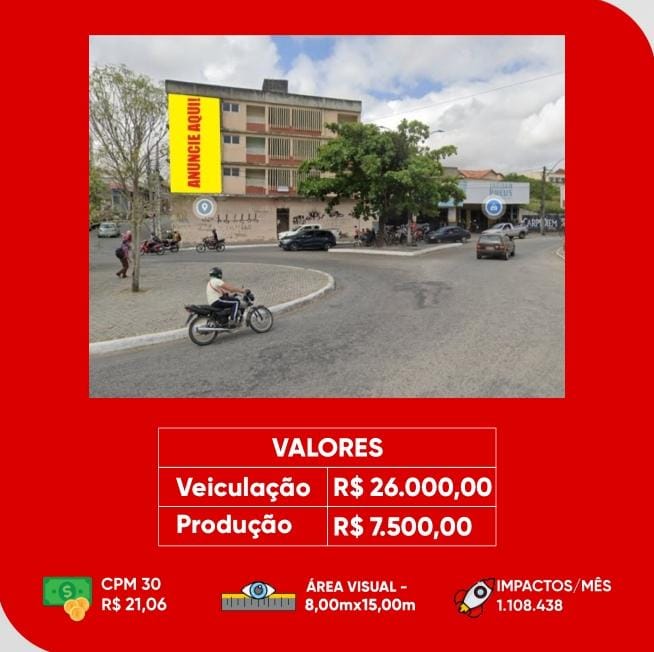 ANUNCIE AQUI!
PNEUS
VALORES
Veiculação R$ 26.000,00
Produção R$ 7.500,00
CPM 30
R$ 21,06
ÁREA VISUAL -
8,00mx15,00m
IMPACTOS/MÊS
1.108.438